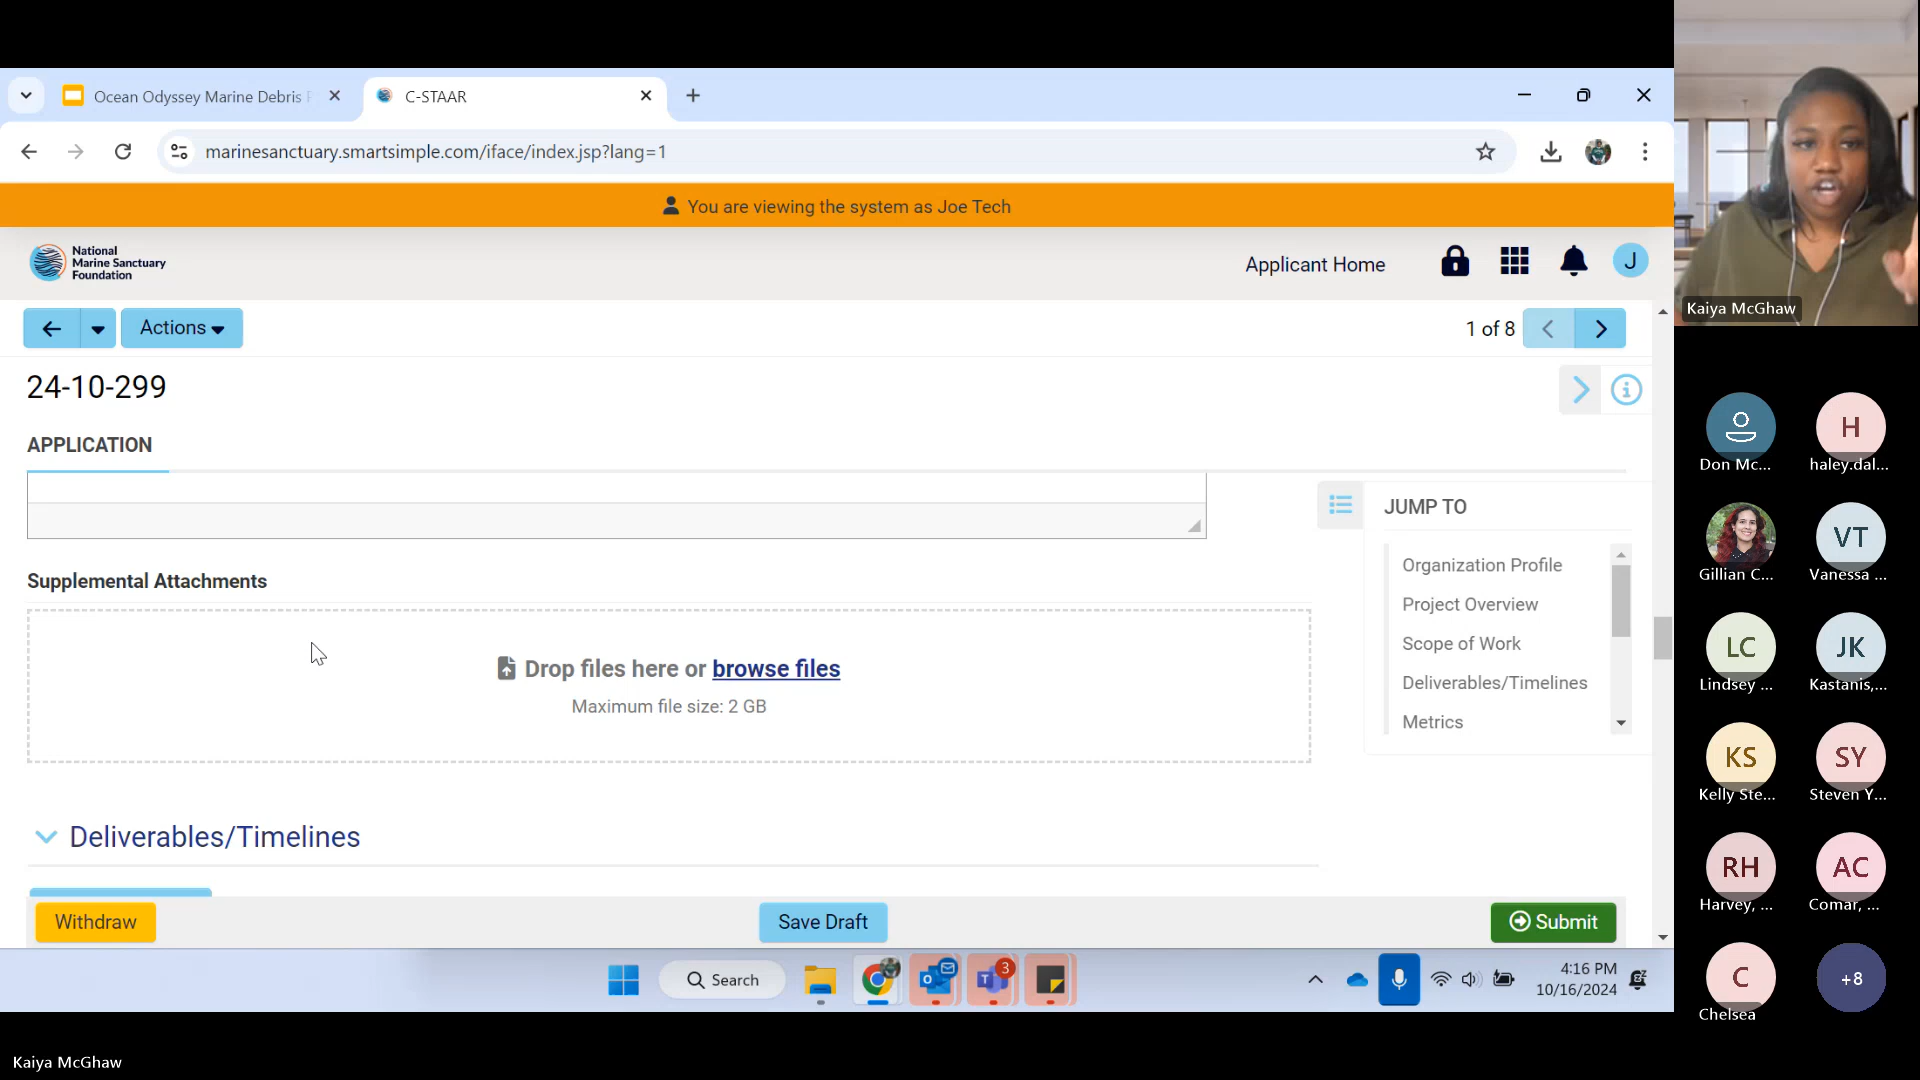 Ocean Odyssey Marine Debris
C-STAAR
marinesanctuary.smartsimple.com/iface/index.jsp?lang=1
You are viewing the system as Joe Tech
National
Marine Sanctuary
Foundation
Applicant Home
J
Actions
1 of 8
24-10-299
APPLICATION
JUMP TO
Organization Profile
Project Overview
Scope of Work
Deliverables/Timelines
Metrics
Supplemental Attachments
Drop files here or browse files
Maximum file size: 2 GB
Deliverables/Timelines
Withdraw
Save Draft
Submit
Search
3
4:16 PM
10/16/2024
Kaiya McGhaw
Kaiya McGhaw
Don Mc...
H
haley.dal...
Gillian C...
VT
Vanessa ...
LC
Lindsey ...
JK
Kastanis,...
KS
Kelly Ste...
SY
Steven Y...
RH
Harvey, ...
AC
Comar, ...
C
Chelsea
+8